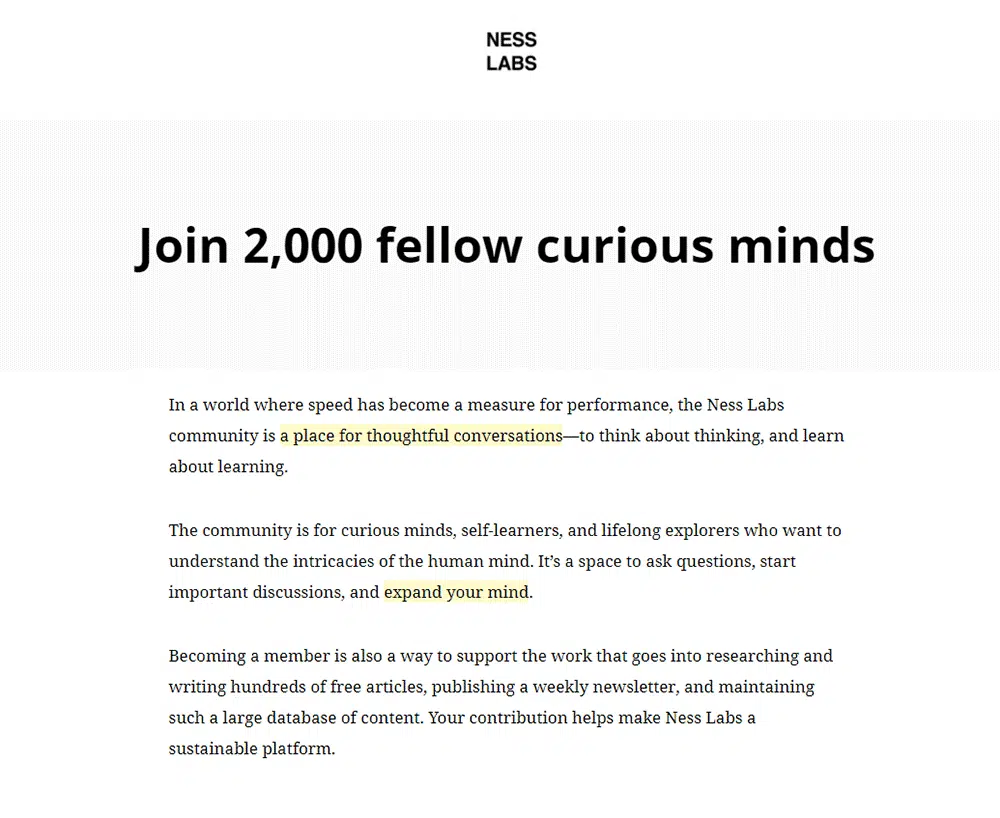 NESS
LABS
Join 2,000 fellow curious minds
In a world where speed has become a measure for performance, the Ness Labs
community is a place for thoughtful conversations—to think about thinking, and learn
about learning.
The community is for curious minds, self-learners, and lifelong explorers who want to
understand the intricacies of the human mind. It’s a space to ask questions, start
important discussions, and expand your mind.
Becoming a member is also a way to support the work that goes into researching and
writing hundreds of free articles, publishing a weekly newsletter, and maintaining
such a large database of content. Your contribution helps make Ness Labs a
sustainable platform.